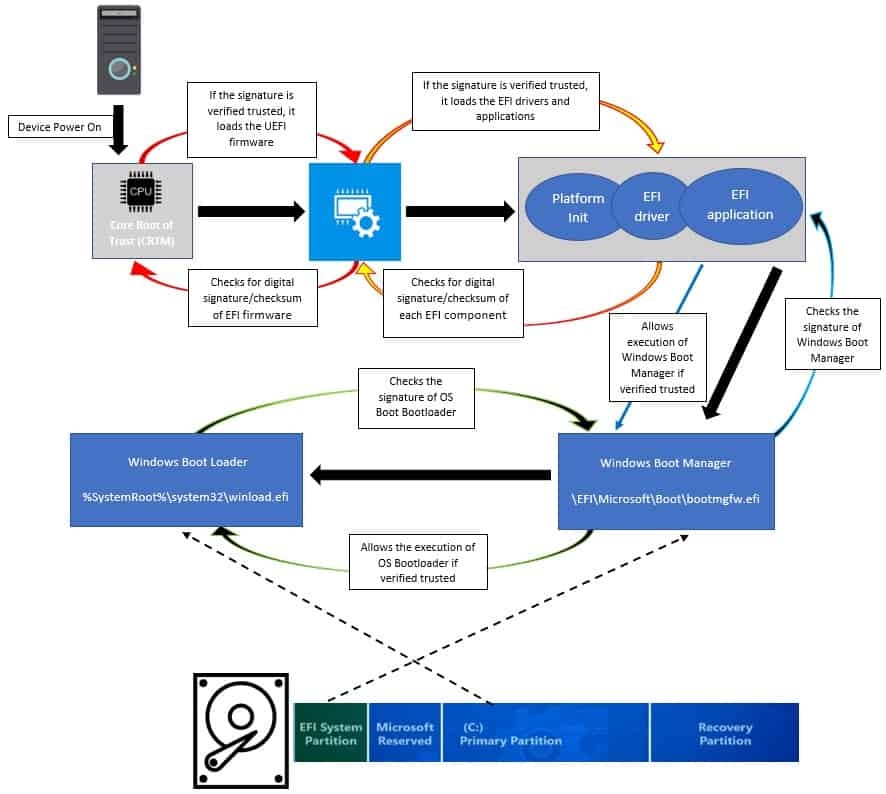 If the signature is
verified trusted, it
loads the UEFI
firmware
If the signature is verified trusted,
it loads the EFI drivers and
applications
Device Power On
CPU
Core Root of
Trust (CRTM)
Platform
Init
EFI
driver
EFI
application
Checks for digital
signature/checksum
of EFI firmware
Checks for digital
signature/checksum of
each EFI component
Allows
execution of
Windows Boot
Manager if
verified trusted
Checks the
signature of
Windows Boot
Manager
Checks the
signature of OS
Boot Bootloader
Windows Boot Loader
%SystemRoot%\system32\winload.efi
Windows Boot Manager
\EFI\Microsoft\Boot\bootmgfw.efi
Allows the execution of
OS Bootloader if
verified trusted
EFI System
Partition
Microsoft
Reserved
(C:)
Primary Partition
Recovery
Partition